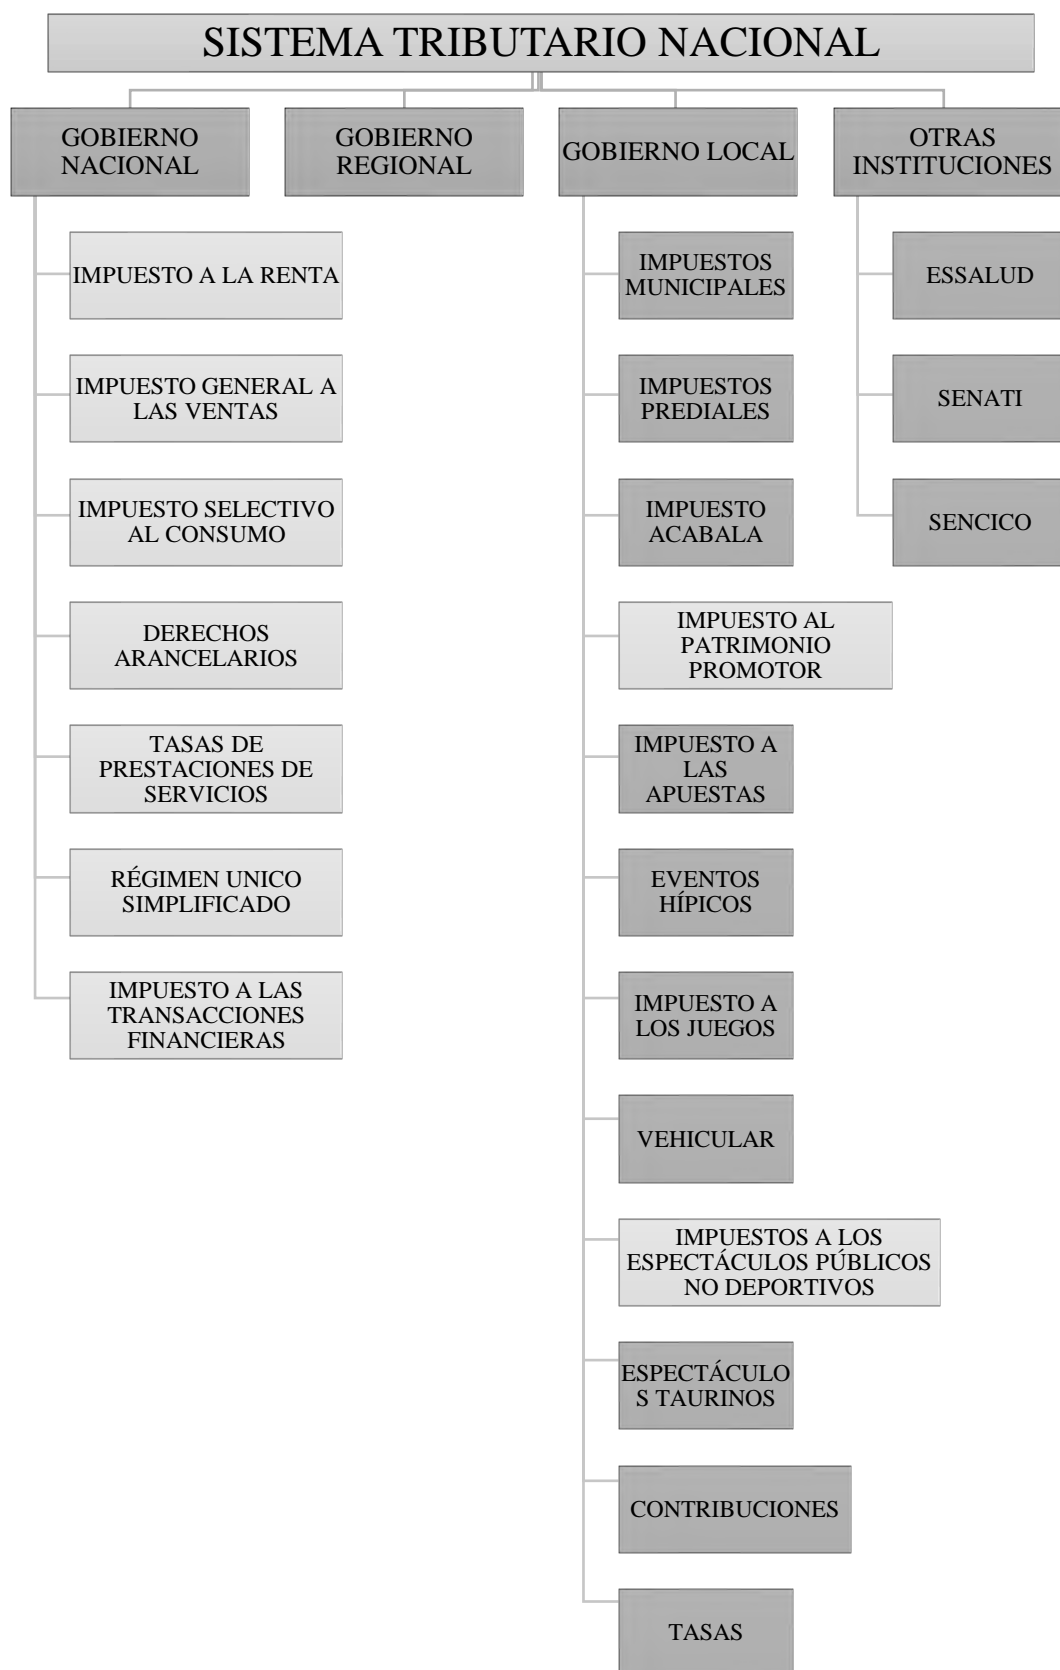 SISTEMA TRIBUTARIO NACIONAL
GOBIERNO
NACIONAL
IMPUESTO A LA RENTA
IMPUESTO GENERAL A
LAS VENTAS
IMPUESTO SELECTIVO
AL CONSUMO
DERECHOS
ARANCELARIOS
TASAS DE
PRESTACIONES DE
SERVICIOS
RÉGIMEN UNICO
SIMPLIFICADO
IMPUESTO A LAS
TRANSACCIONES
FINANCIERAS
GOBIERNO
REGIONAL
GOBIERNO LOCAL
IMPUESTOS
MUNICIPALES
IMPUESTOS
PREDIALES
IMPUESTO
ACABALA
IMPUESTO AL
PATRIMONIO
PROMOTOR
IMPUESTO A
LAS
APUESTAS
EVENTOS
HÍPICOS
IMPUESTO A
LOS JUEGOS
VEHICULAR
IMPUESTOS A LOS
ESPECTÁCULOS PÚBLICOS
NO DEPORTIVOS
ESPECTÁCULO
S TAURINOS
CONTRIBUCIONES
TASAS
OTRAS
INSTITUCIONES
ESSALUD
SENATI
SENCICO